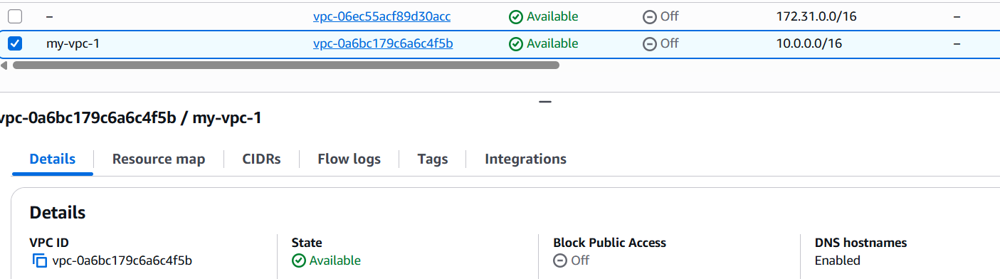 – vpc-06ec55acf89d30acc Available Off 172.31.0.0/16 –
my-vpc-1 vpc-0a6bc179c6a6c4f5b Available Off 10.0.0.0/16 –
vpc-0a6bc179c6a6c4f5b / my-vpc-1
Details Resource map CIDRs Flow logs Tags Integrations
Details
VPC ID State Block Public Access DNS hostnames
vpc-0a6bc179c6a6c4f5b Available Off Enabled